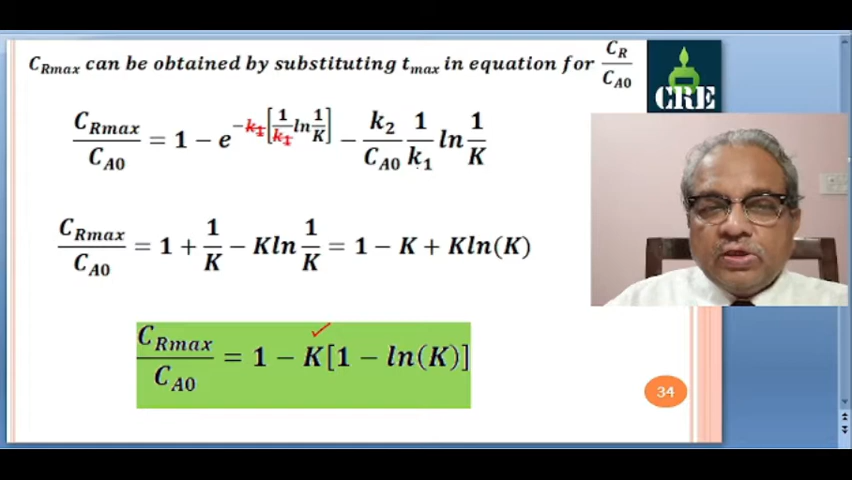 C_Rmax can be obtained by substituting t_max in equation for C_R/C_A0
CRE
C_Rmax/C_A0 = 1 − e^(−k₁[1/k₁ ln 1/K]) − k₂/C_A0 1/k₁ ln 1/K
C_Rmax/C_A0 = 1 + 1/K − Kln 1/K = 1 − K + Kln(K)
C_Rmax/C_A0 = 1 − K[1 − ln(K)]
34